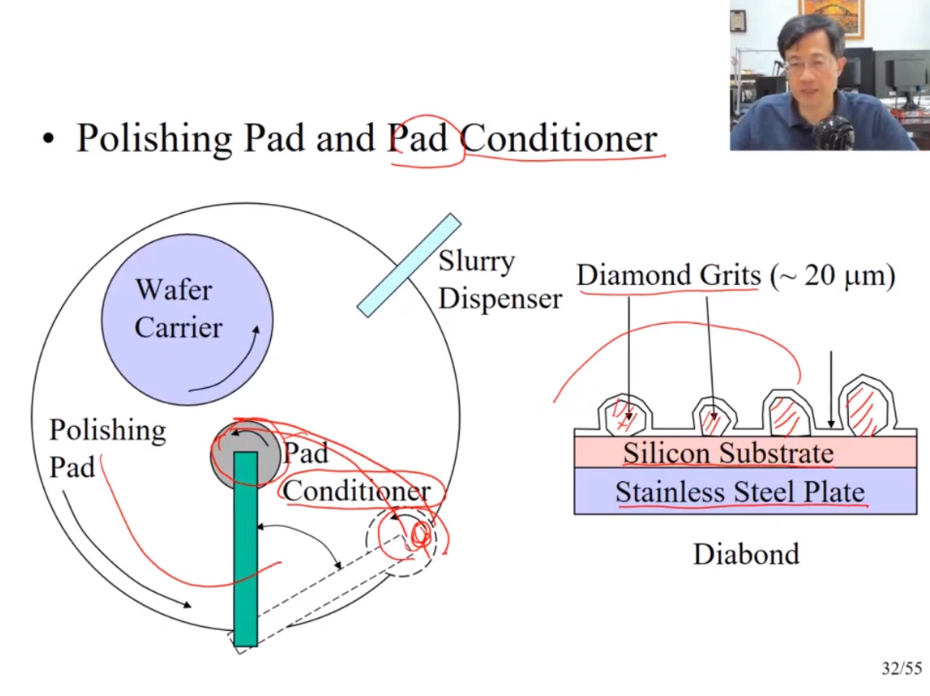 • Polishing Pad and Pad Conditioner
Wafer
Carrier
Slurry
Dispenser
Polishing
Pad
Pad
Conditioner
Diamond Grits (~ 20 μm)
Silicon Substrate
Stainless Steel Plate
Diabond
32/55